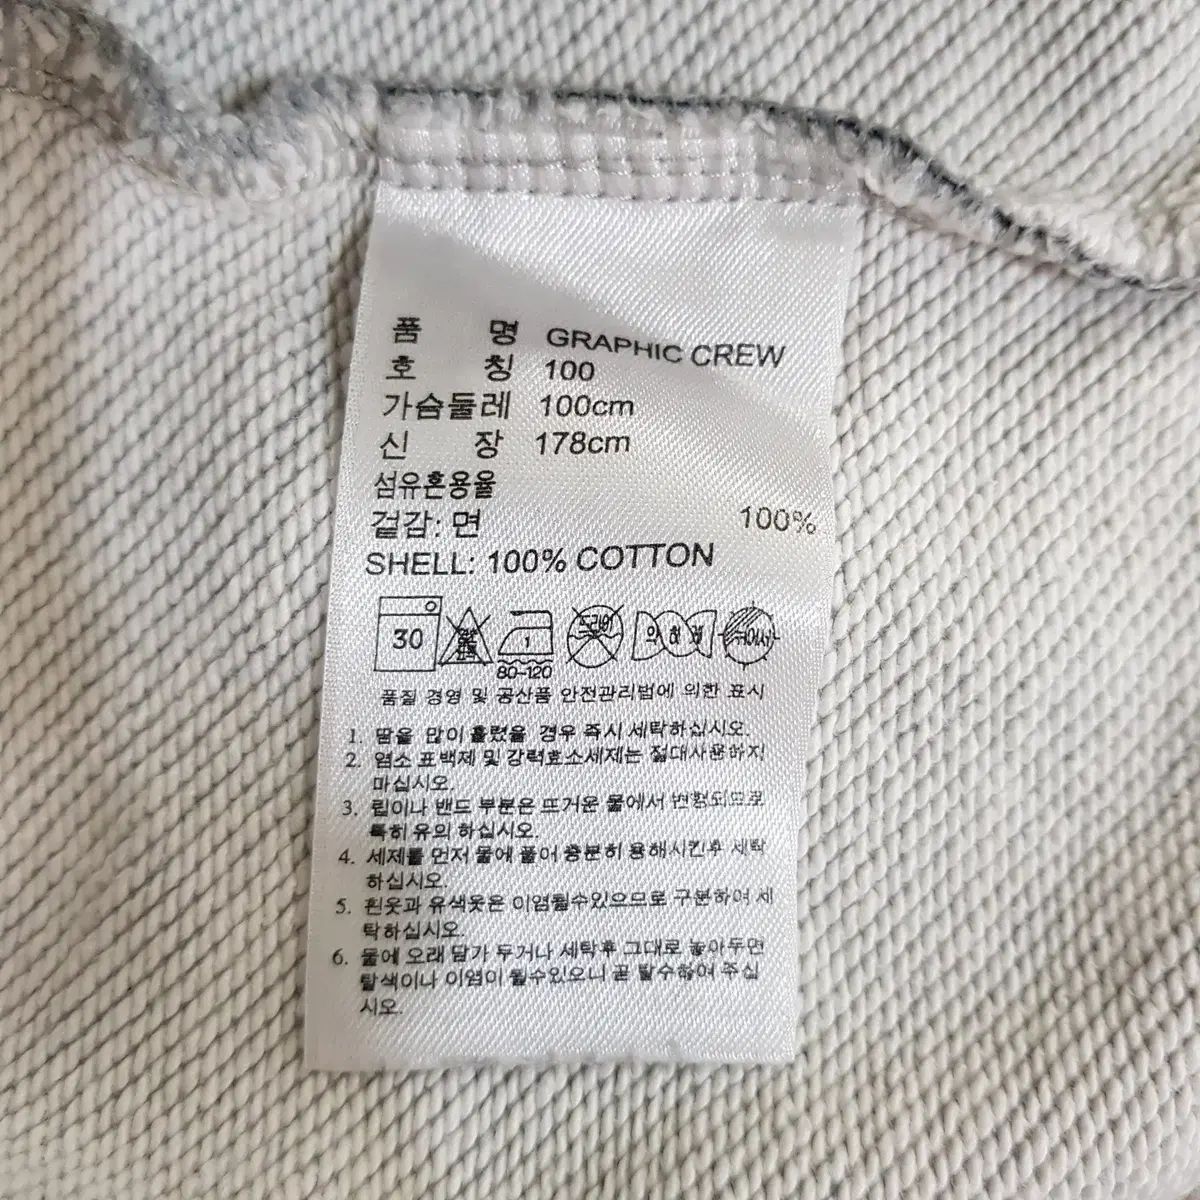 품 명 GRAPHIC CREW
호 칭 100
가슴둘레 100cm
신 장 178cm
섬유혼용율
겉감: 면 100%
SHELL: 100% COTTON
30 1 드라이 약하게 뉘어서
80~120
품질 경영 및 공산품 안전관리법에 의한 표시
1. 땀을 많이 흘렸을 경우 즉시 세탁하십시오.
2. 염소 표백제 및 강력효소세제는 절대사용하지
마십시오.
3. 립이나 밴드 부분은 뜨거운 물에서 변형되므로
특히 유의 하십시오.
4. 세제를 먼저 물에 풀어 충분히 용해시킨후 세탁
하십시오.
5. 흰옷과 유색옷은 이염될수있으므로 구분하여 세
탁하십시오.
6. 물에 오래 담가 두거나 세탁후 그대로 놓아두면
탈색이나 이염이 될수있으니 곧 탈수하여 주십
시오.